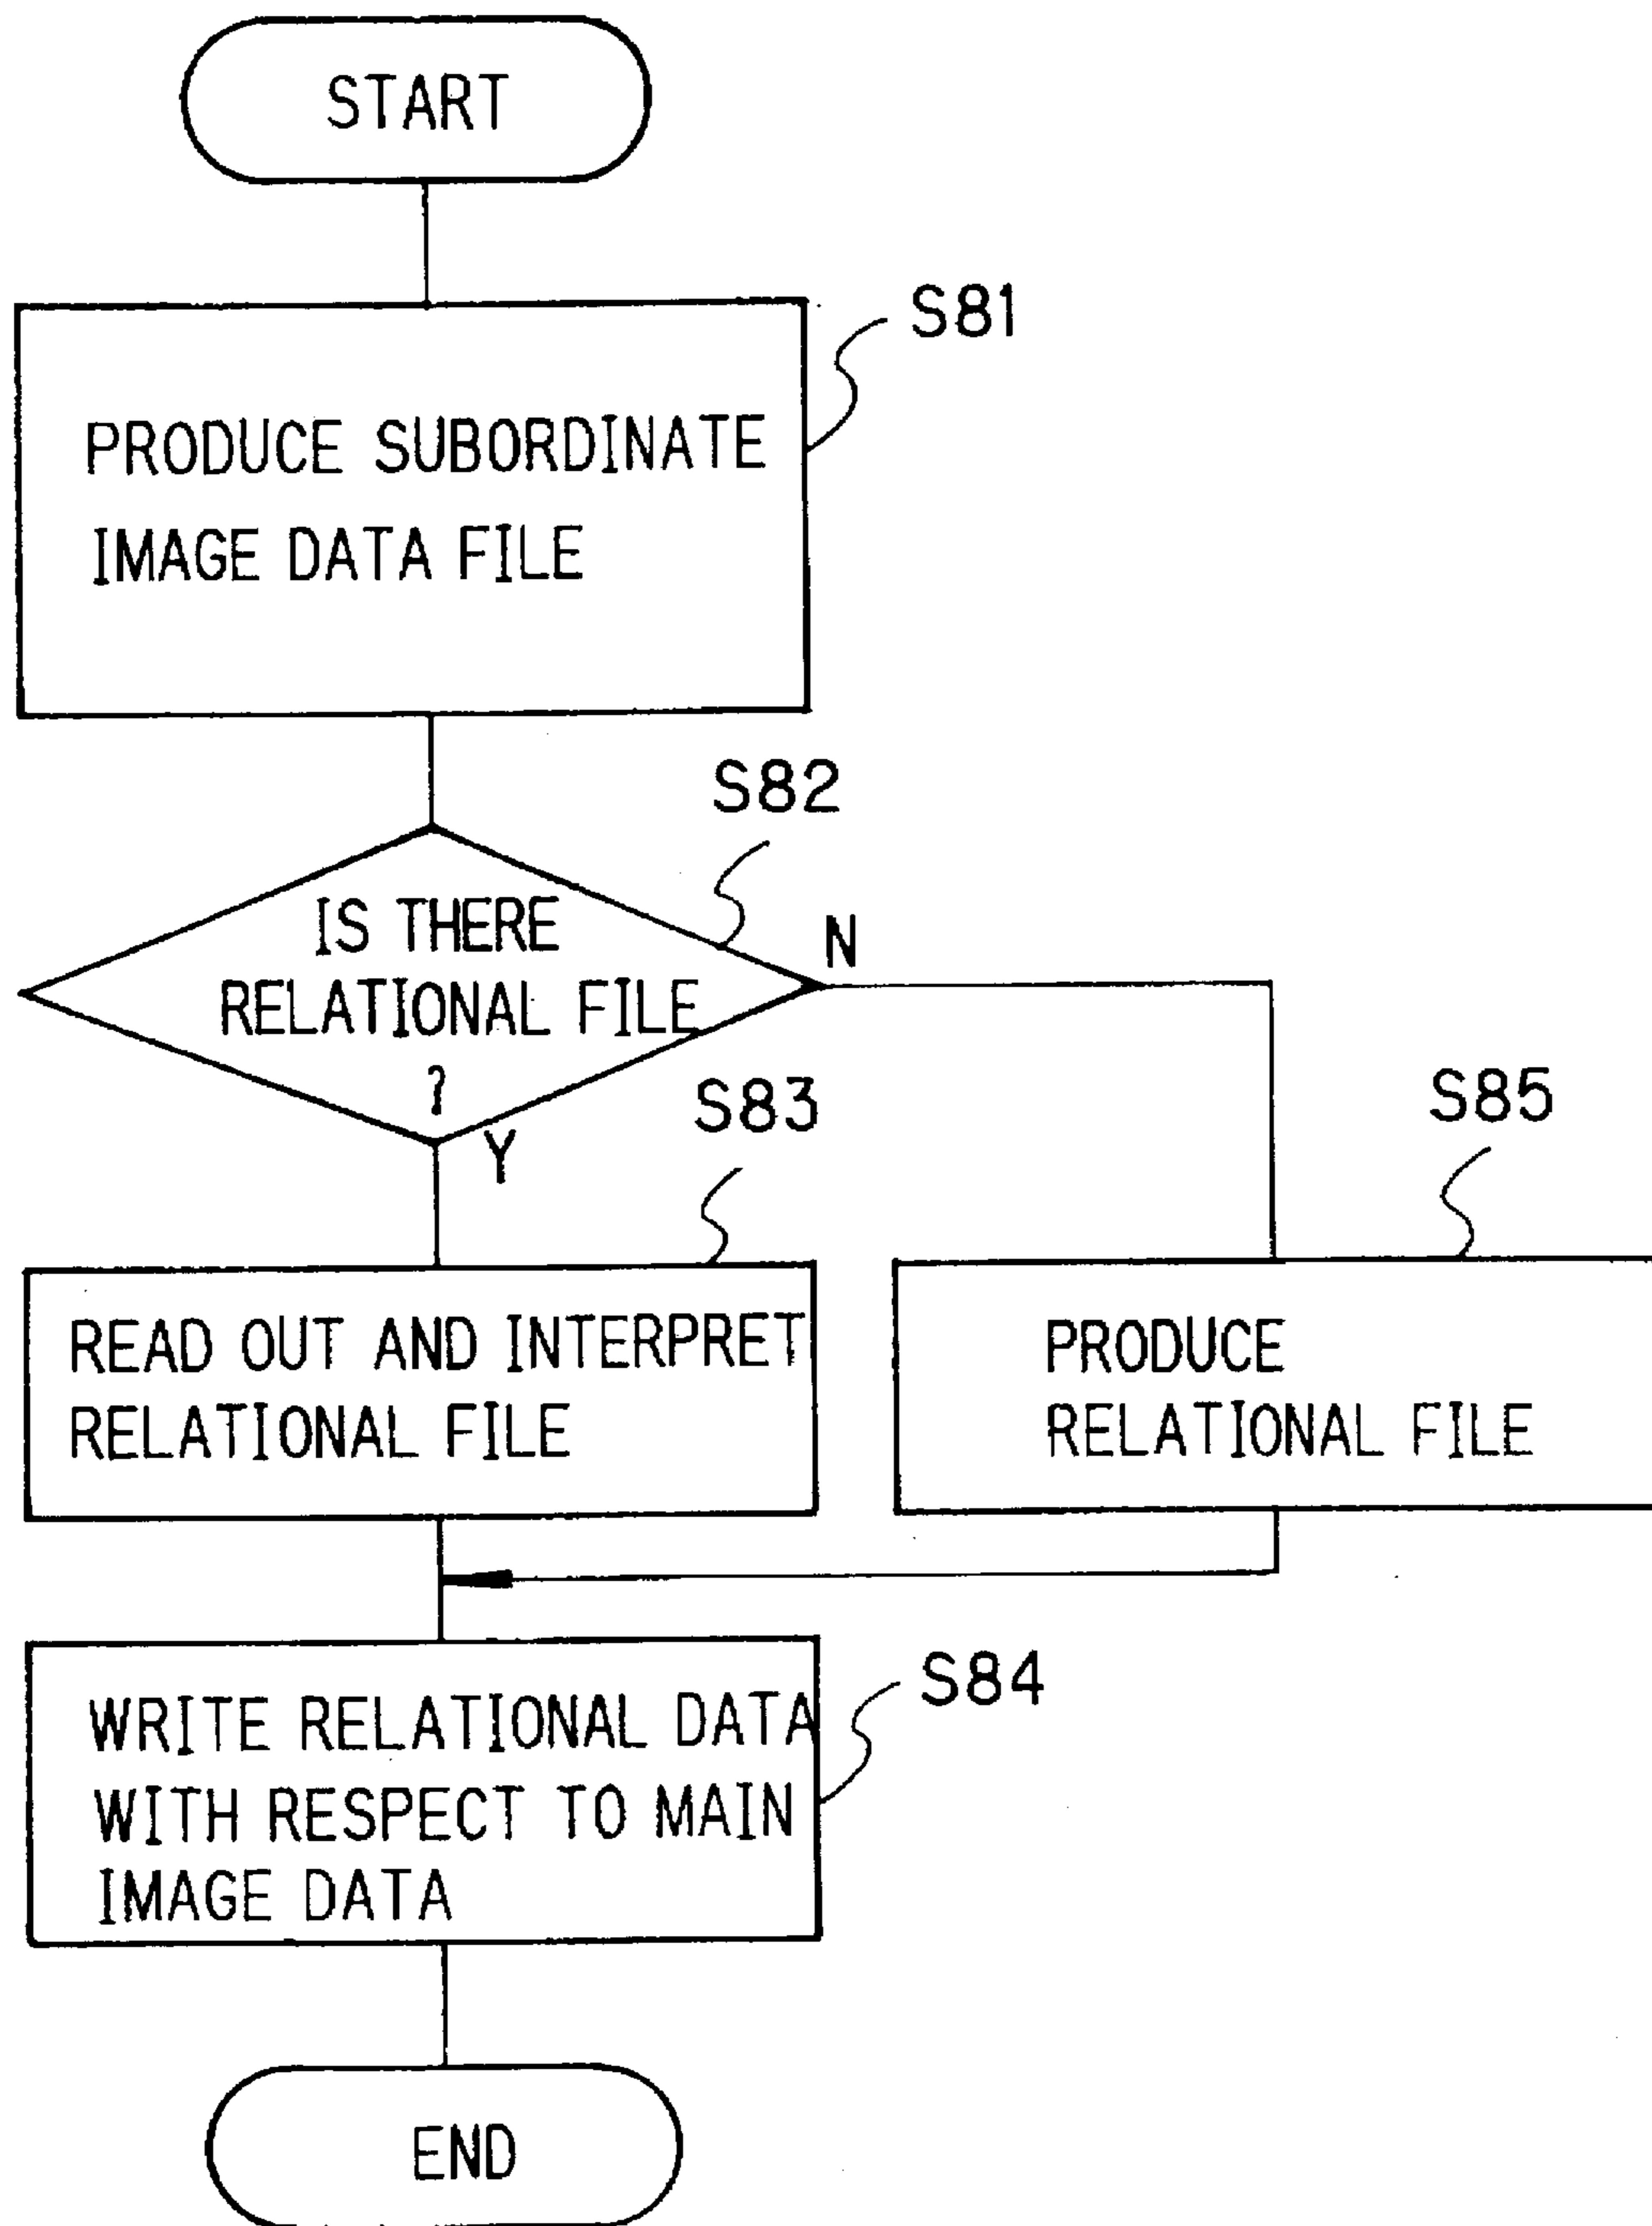 START
S81
PRODUCE SUBORDINATE
IMAGE DATA FILE
S82
IS THERE
RELATIONAL FILE
?
N
Y
S83
READ OUT AND INTERPRET
RELATIONAL FILE
S85
PRODUCE
RELATIONAL FILE
S84
WRITE RELATIONAL DATA
WITH RESPECT TO MAIN
IMAGE DATA
END